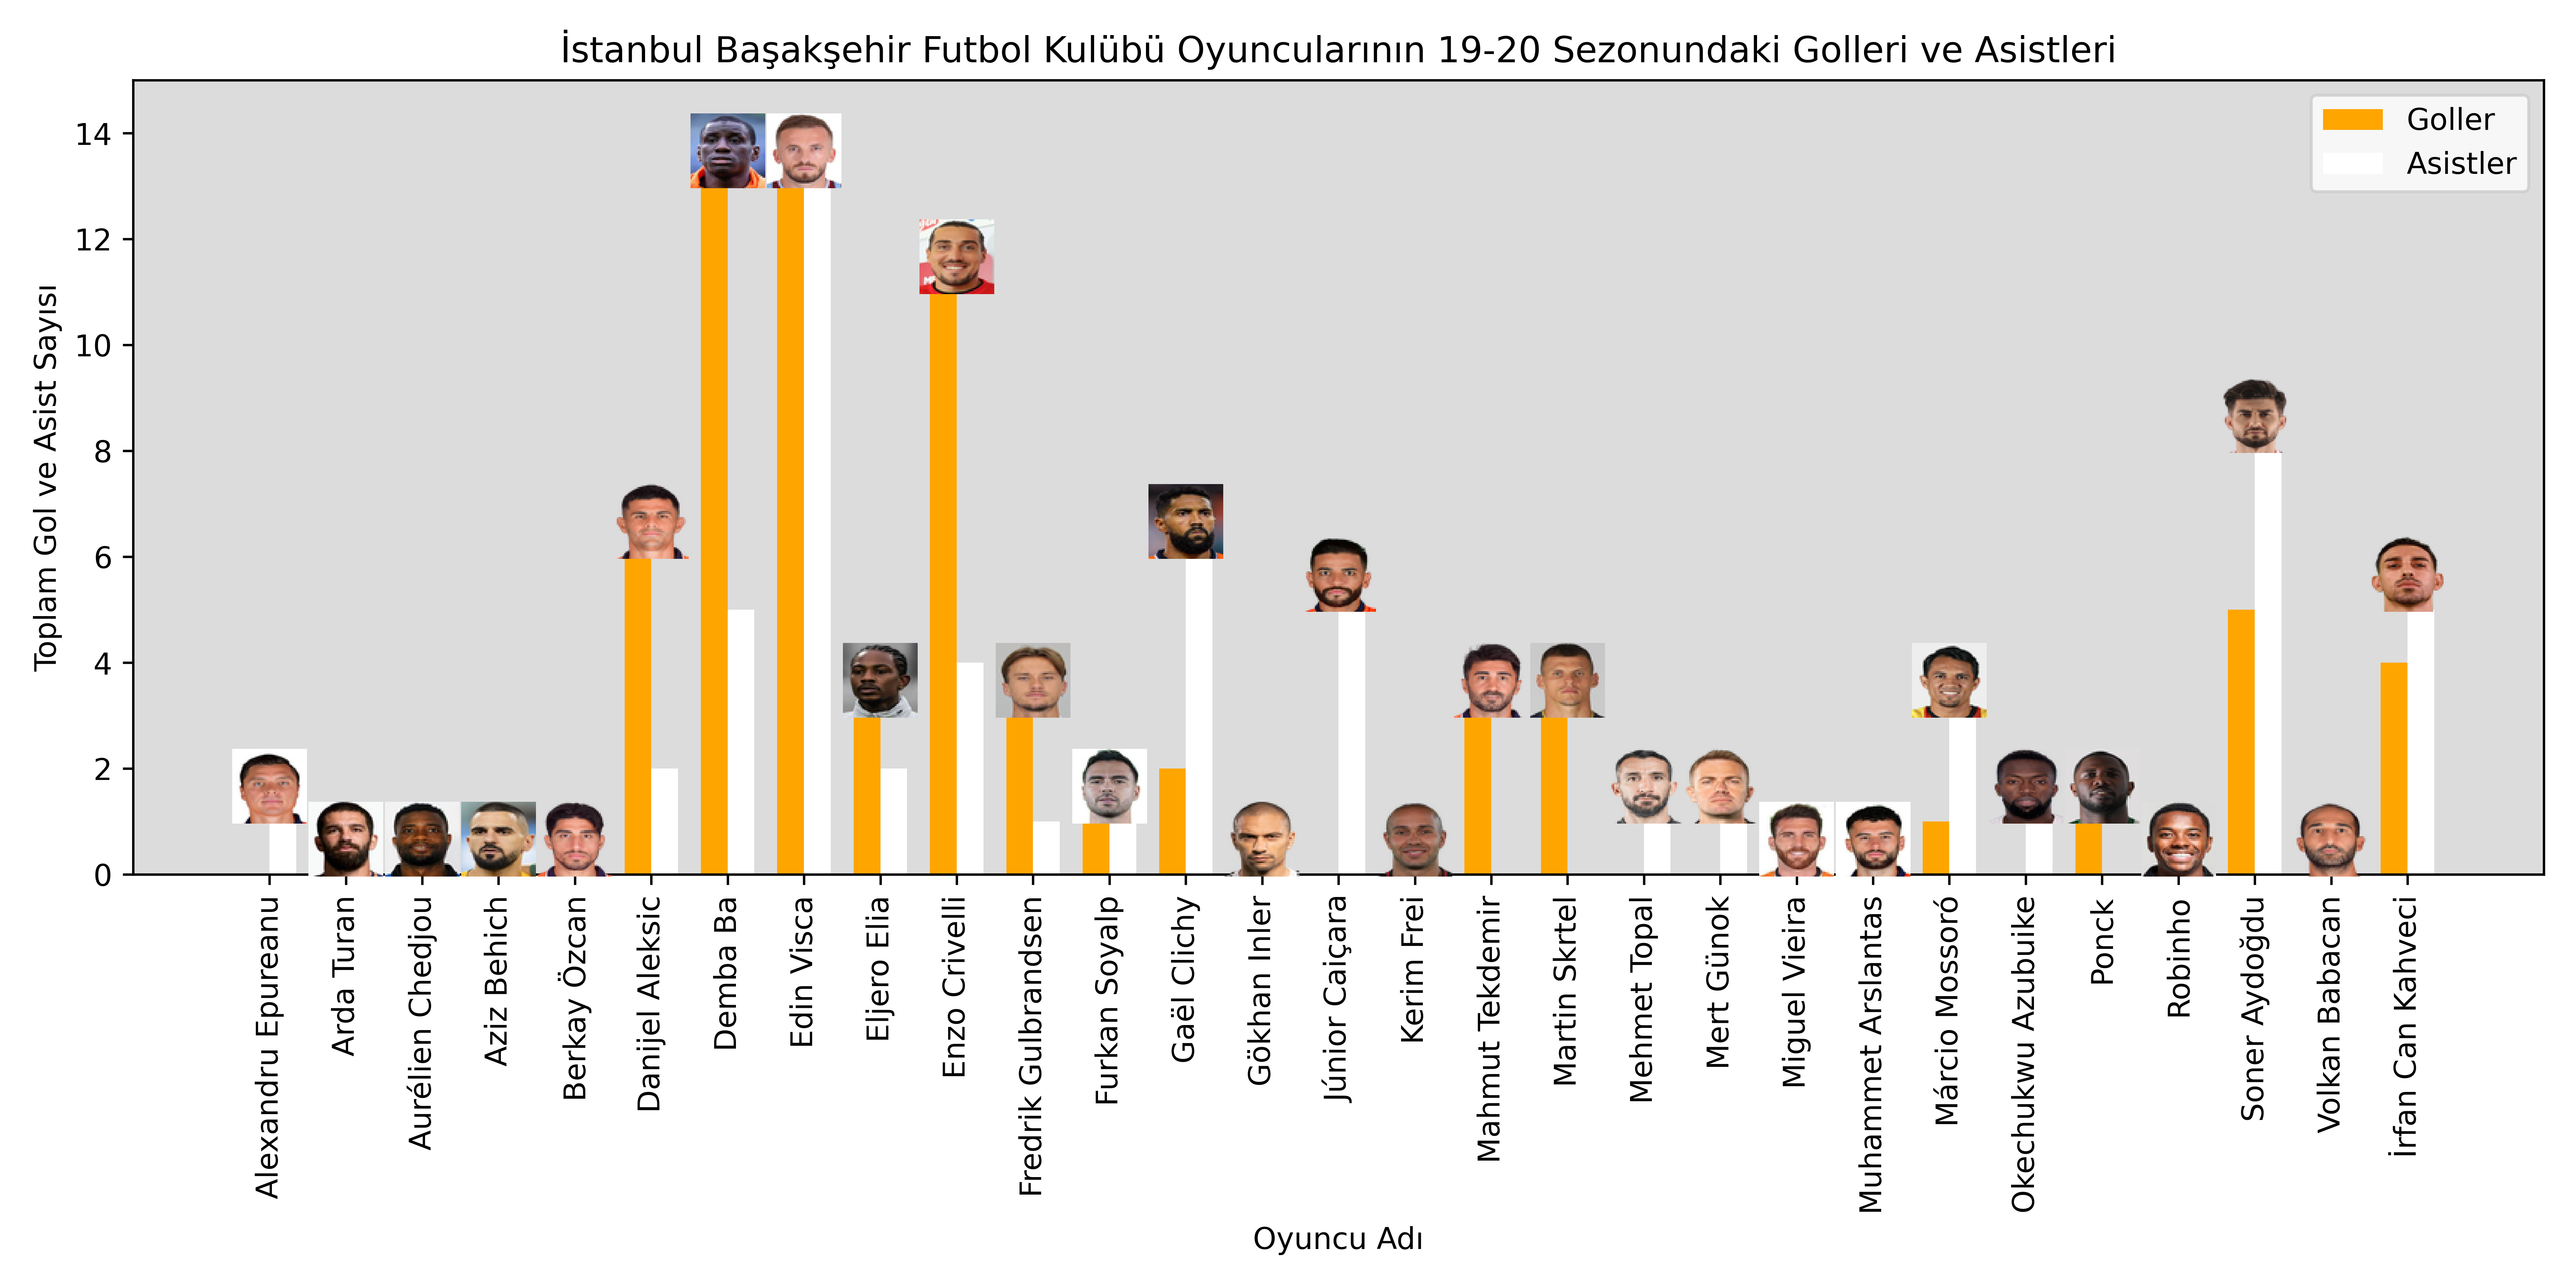 İstanbul Başakşehir Futbol Kulübü Oyuncularının 19-20 Sezonundaki Golleri ve Asistleri
Goller
Asistler
Toplam Gol ve Asist Sayısı
14
12
10
8
6
4
2
0
Alexandru Epureanu
Arda Turan
Aurélien Chedjou
Aziz Behich
Berkay Özcan
Danijel Aleksic
Demba Ba
Edin Visca
Eljero Elia
Enzo Crivelli
Fredrik Gulbrandsen
Furkan Soyalp
Gaël Clichy
Gökhan Inler
Júnior Caiçara
Kerim Frei
Mahmut Tekdemir
Martin Skrtel
Mehmet Topal
Mert Günok
Miguel Vieira
Muhammet Arslantas
Márcio Mossoró
Okechukwu Azubuike
Ponck
Robinho
Soner Aydoğdu
Volkan Babacan
İrfan Can Kahveci
Oyuncu Adı